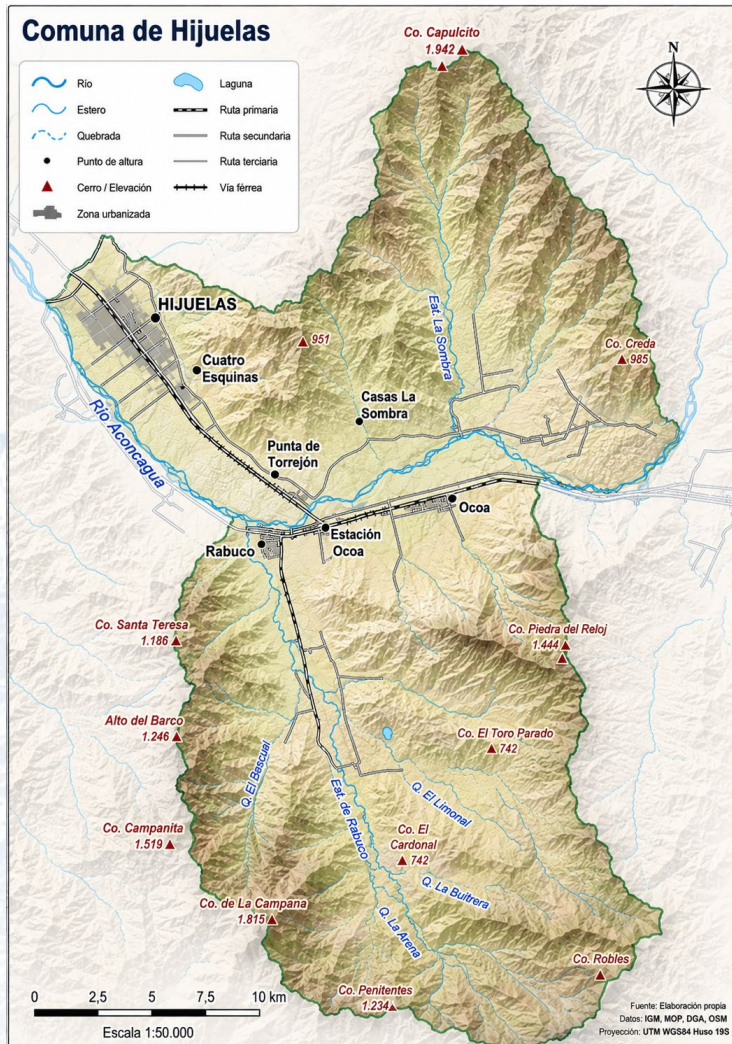 Comuna de Hijuelas
Río
Estero
Quebrada
Punto de altura
Cerro / Elevación
Zona urbanizada
Laguna
Ruta primaria
Ruta secundaria
Ruta terciaria
Vía férrea
Co. Capulcito
1.942
N
HIJUELAS
951
Eat. La Sombra
Co. Creda
985
Cuatro
Esquinas
Casas La
Sombra
Río Aconcagua
Punta de
Torrejón
Ocoa
Estación
Ocoa
Rabuco
Co. Santa Teresa
1.186
Co. Piedra del Reloj
1.444
Alto del Barco
1.246
Co. El Toro Parado
742
Q. El Bascual
Eat. de Rabuco
Q. El Limonal
Co. Campanita
1.519
Co. El
Cardonal
742
Q. La Buitrera
Co. de La Campana
1.815
Q. La Arena
Co. Robles
Co. Penitentes
1.234
0 2,5 5 7,5 10 km
Escala 1:50.000
Fuente: Elaboración propia
Datos: IGM, MOP, DGA, OSM
Proyección: UTM WGS84 Huso 19S